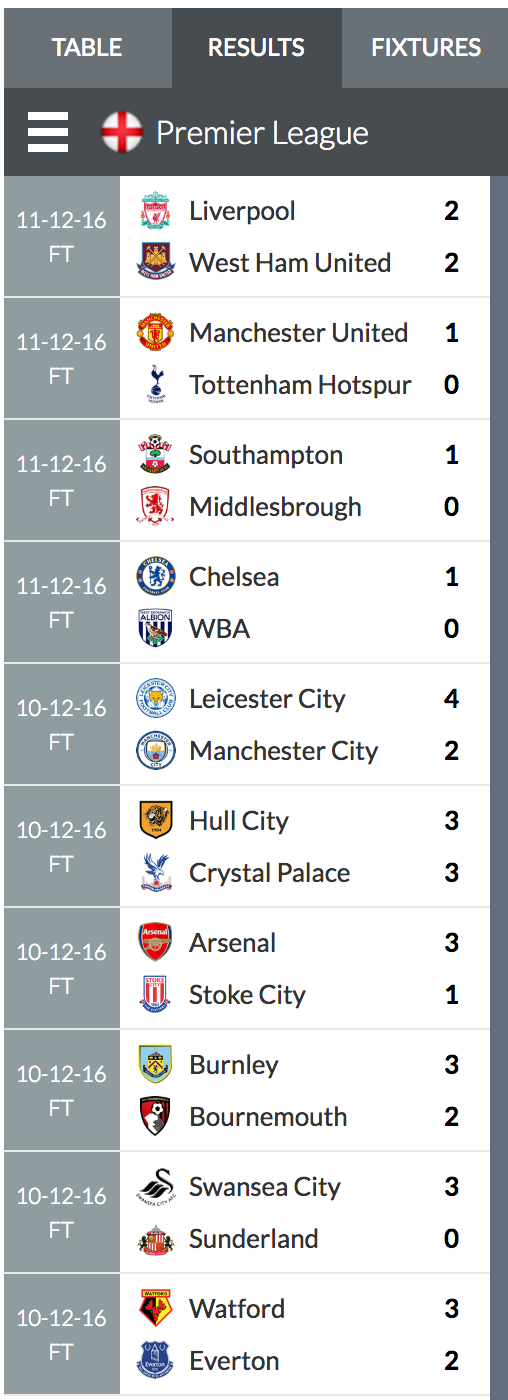 TABLE RESULTS FIXTURES
Premier League
11-12-16 FT
Liverpool 2
West Ham United 2
11-12-16 FT
Manchester United 1
Tottenham Hotspur 0
11-12-16 FT
Southampton 1
Middlesbrough 0
11-12-16 FT
Chelsea 1
WBA 0
10-12-16 FT
Leicester City 4
Manchester City 2
10-12-16 FT
Hull City 3
Crystal Palace 3
10-12-16 FT
Arsenal 3
Stoke City 1
10-12-16 FT
Burnley 3
Bournemouth 2
10-12-16 FT
Swansea City 3
Sunderland 0
10-12-16 FT
Watford 3
Everton 2